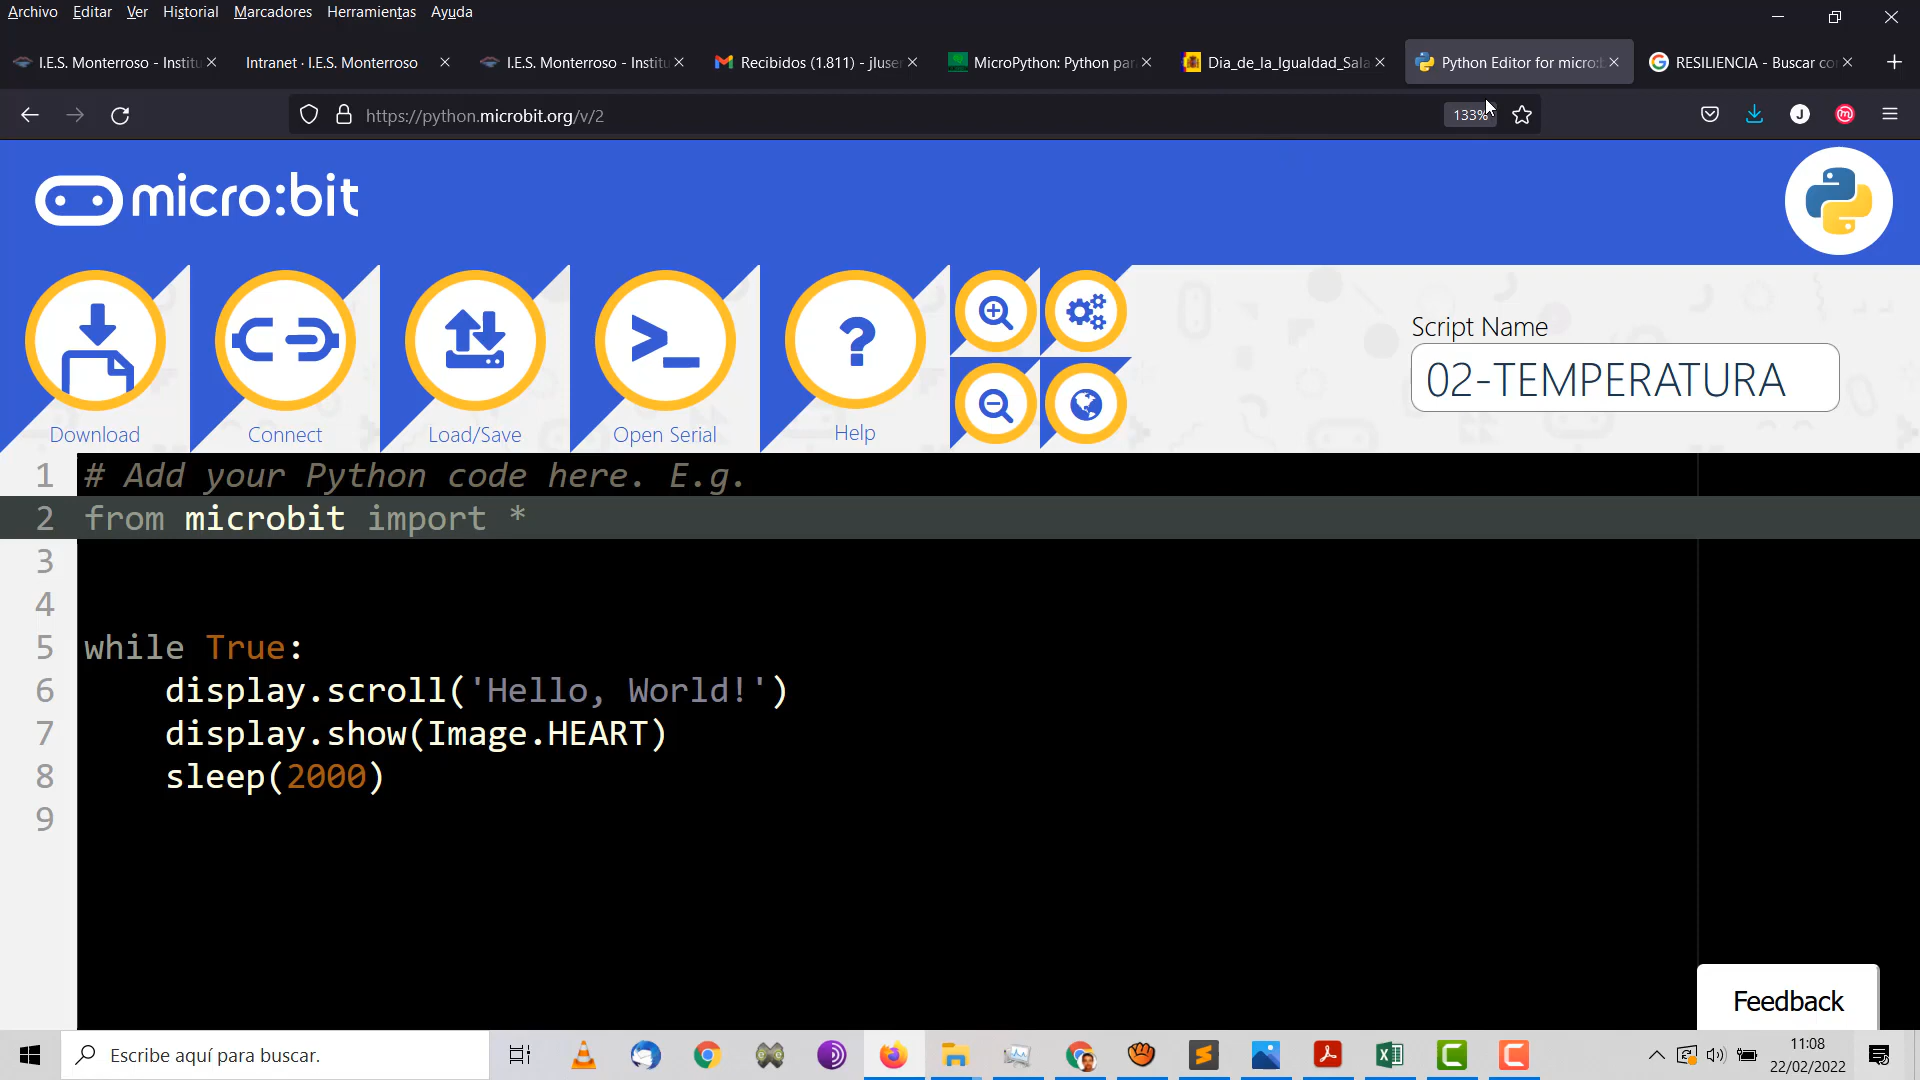 Archivo Editar Ver Historial Marcadores Herramientas Ayuda
I.E.S. Monterroso - Institu
Intranet · I.E.S. Monterroso
I.E.S. Monterroso - Institu
Recibidos (1.811) - jluser
MicroPython: Python par
Dia_de_la_Igualdad_Sala
Python Editor for micro:b
RESILIENCIA - Buscar co
https://python.microbit.org/v/2
133%
J
m
micro:bit
Script Name
02-TEMPERATURA
Download
Connect
Load/Save
Open Serial
Help
1 # Add your Python code here. E.g.
2 from microbit import *
3
4
5 while True:
6 display.scroll('Hello, World!')
7 display.show(Image.HEART)
8 sleep(2000)
9
Feedback
Escribe aquí para buscar.
11:08
22/02/2022